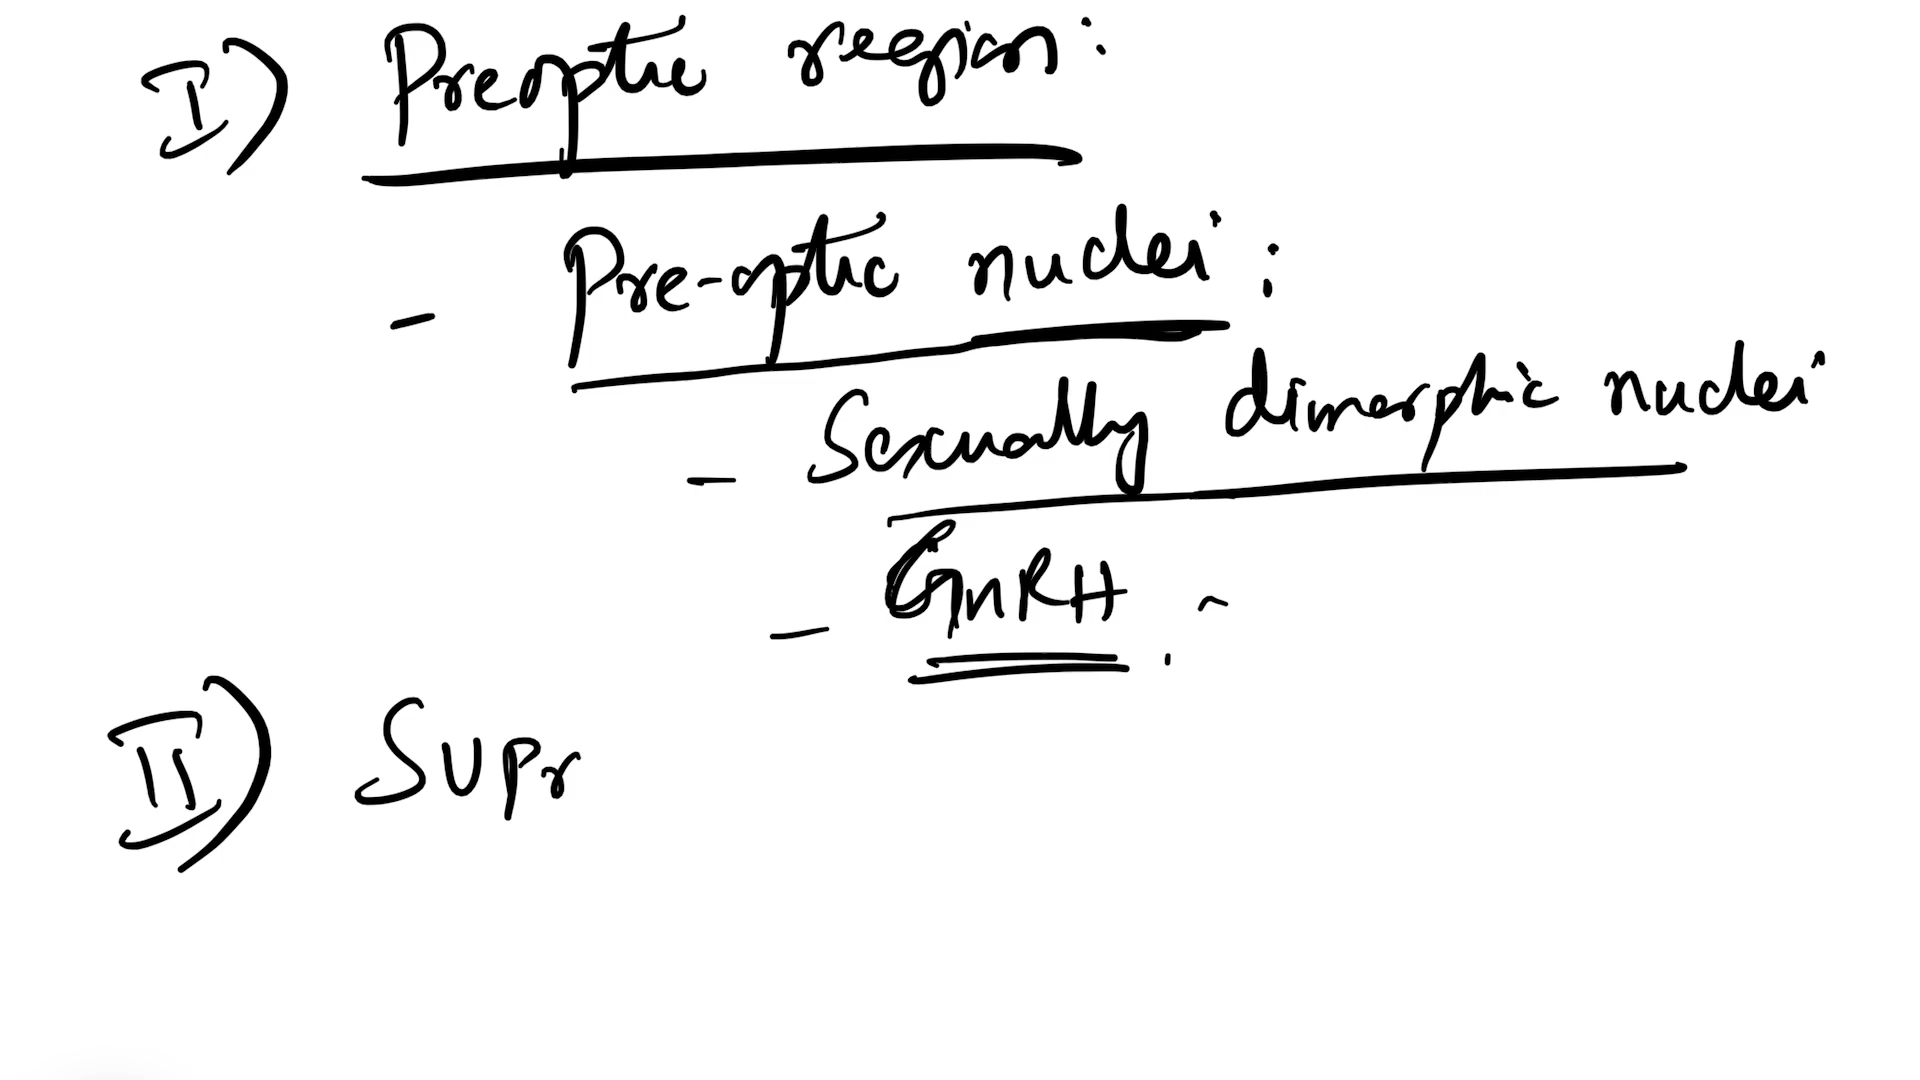 I) Preoptic region:
- Pre-optic nuclei:
- Sexually dimorphic nuclei
- GnRH.
II) Supr